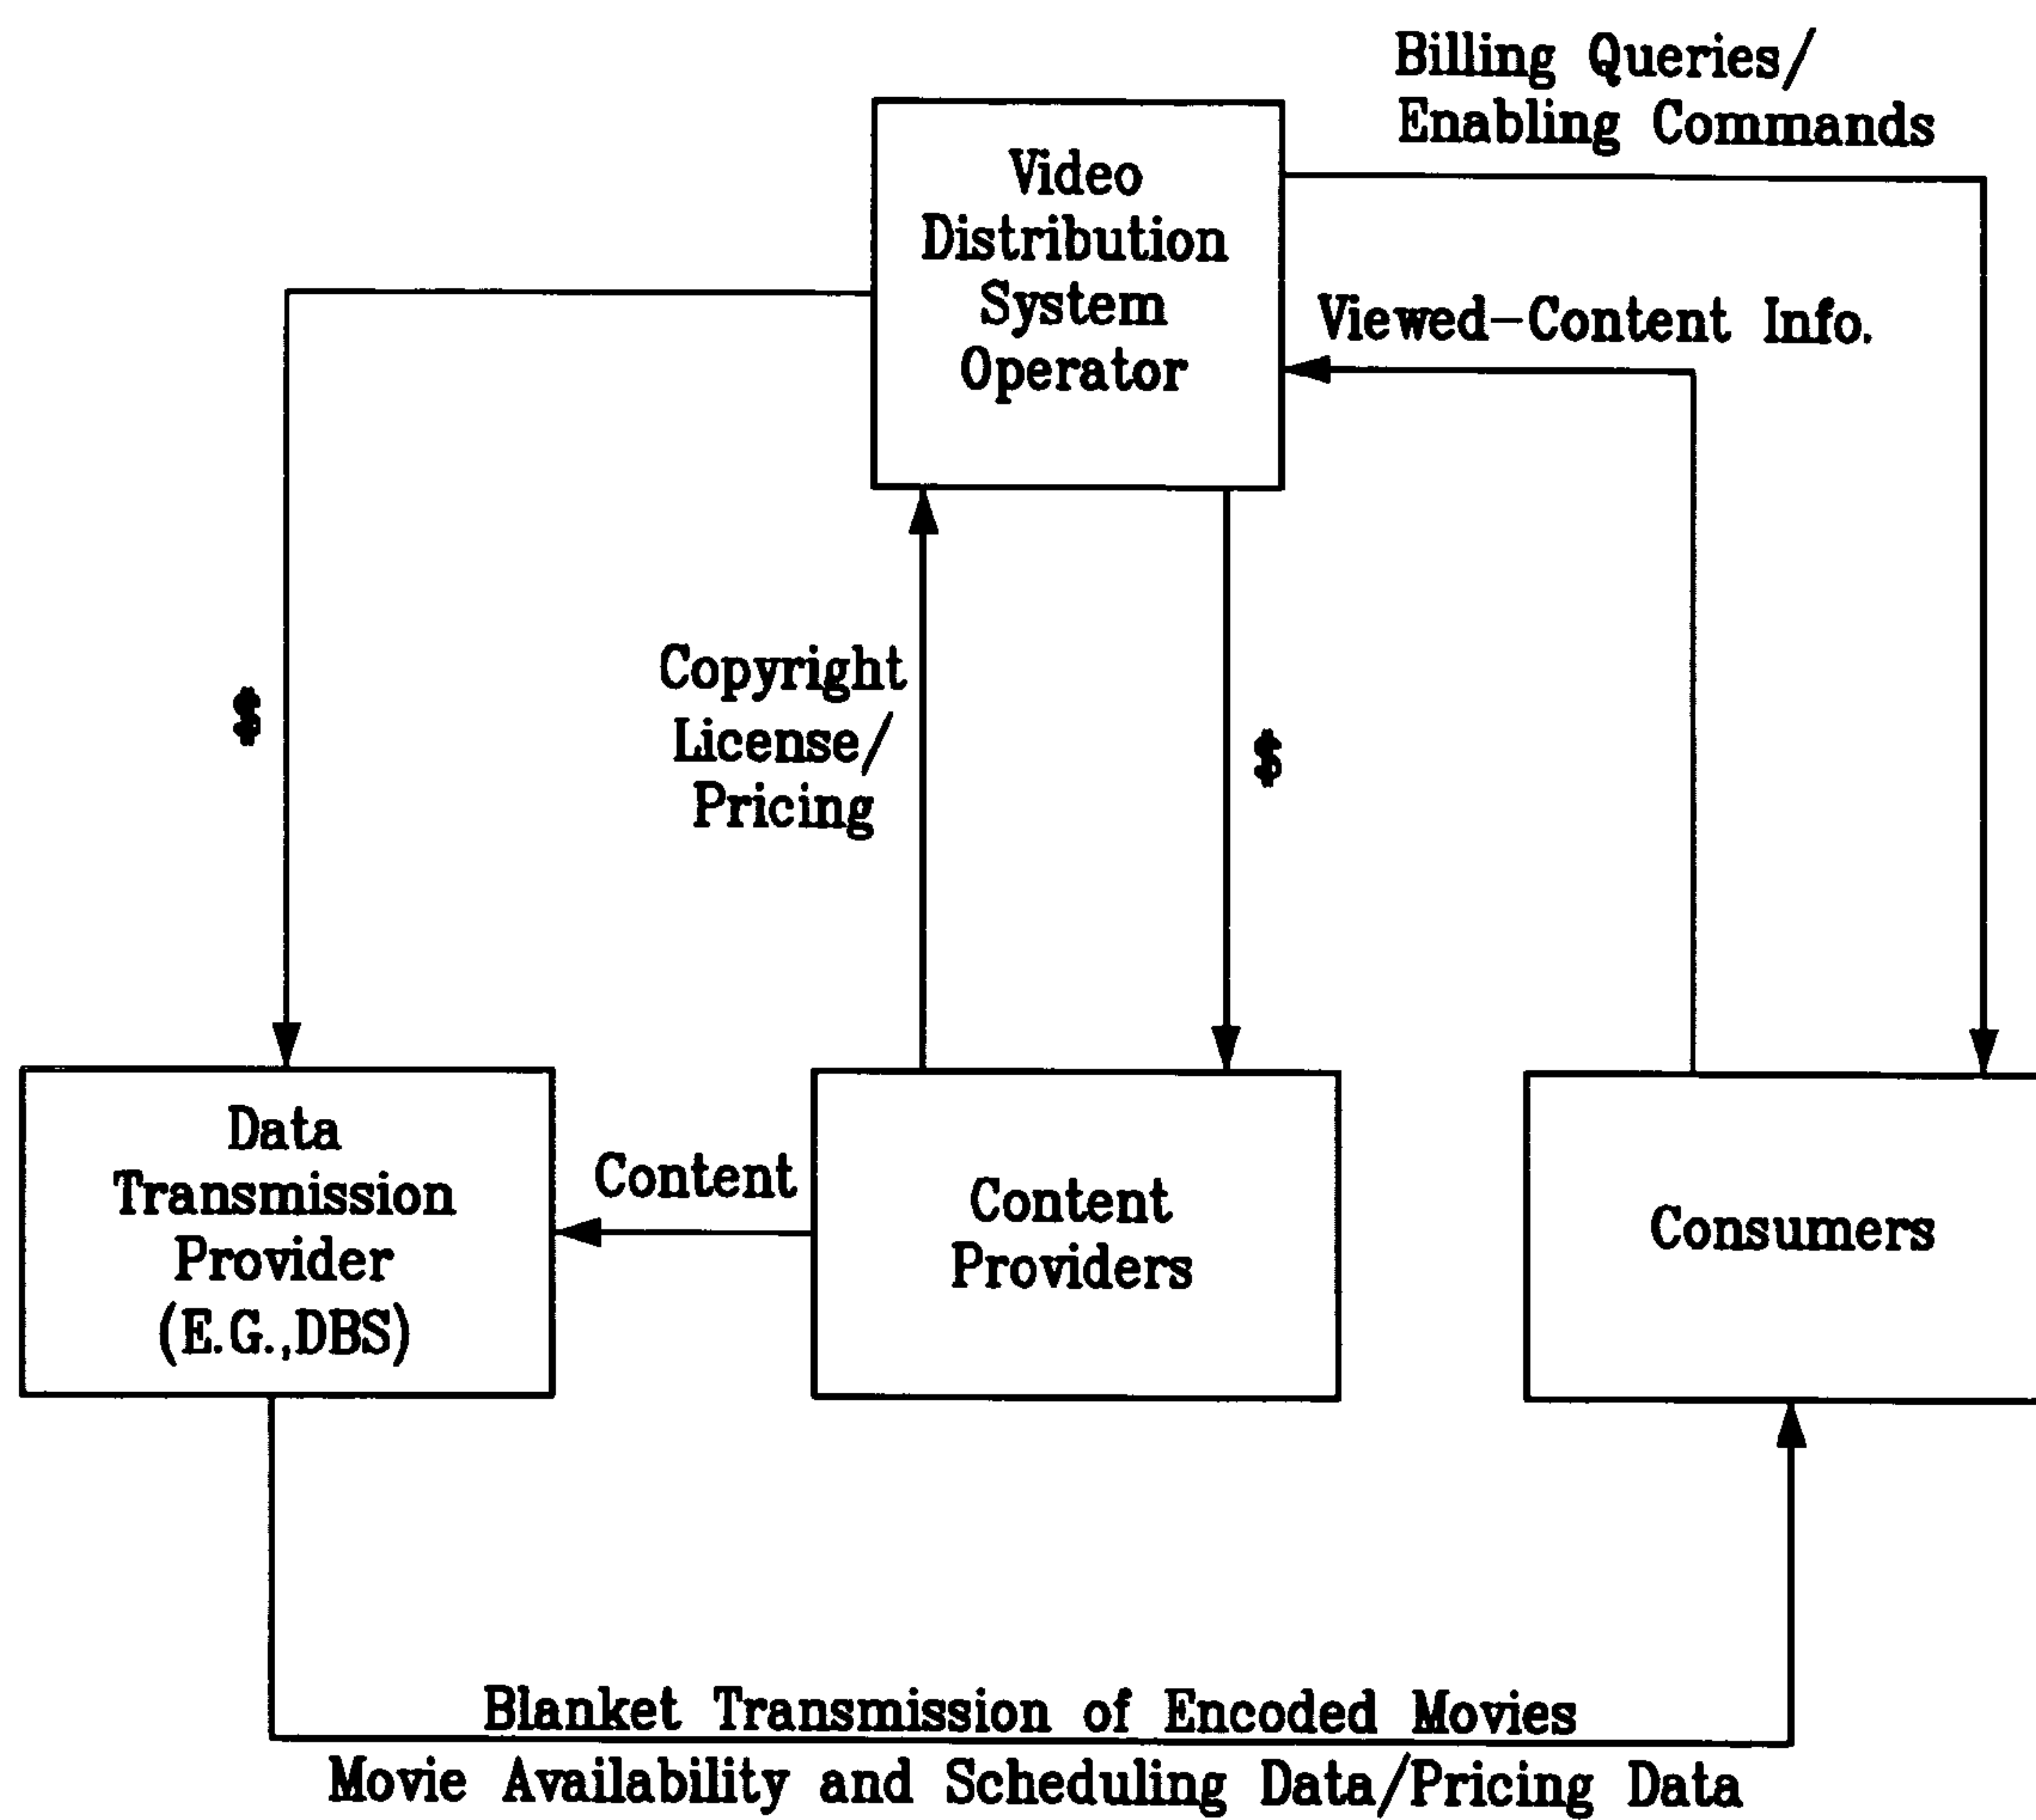 Billing Queries/
Enabling Commands
Video
Distribution
System
Operator
Viewed-Content Info.
$
Copyright
License/
Pricing
$
Data
Transmission
Provider
(E.G.,DBS)
Content
Content
Providers
Consumers
Blanket Transmission of Encoded Movies
Movie Availability and Scheduling Data/Pricing Data